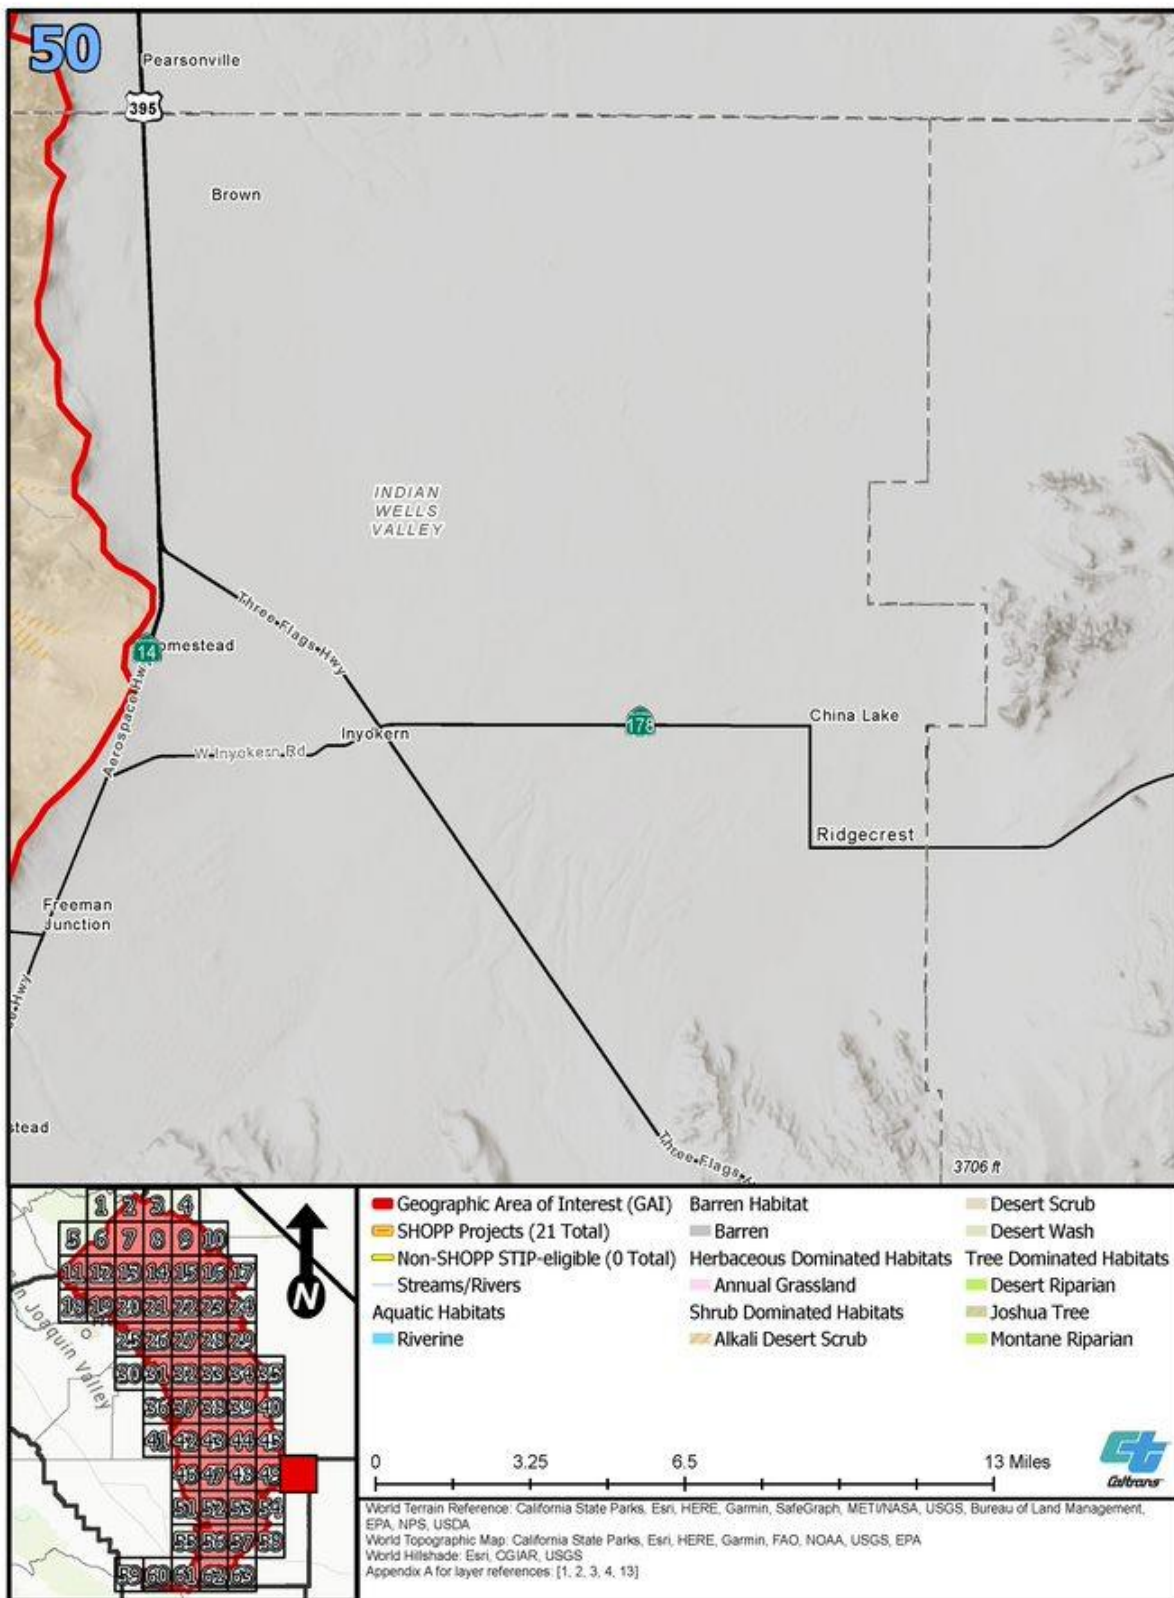 50
Pearsonville
395
Brown
INDIAN
WELLS
VALLEY
Three Flags Hwy
14
omestead
Aerospace Hwy
China Lake
178
Inyokern
W Inyokern Rd
Ridgecrest
Freeman
Junction
Hwy
stead
Three Flags
3706 ft
1 2 3 4
5 6 7 8 9 10
11 12 13 14 15 16 17
18 19 20 21 22 23 24
25 26 27 28 29
30 31 32 33 34 35
36 37 38 39 40
41 42 43 44 45
46 47 48 49
51 52 53 54
55 56 57 58
59 60 61 62 63
n Joaquin Valley
N
Geographic Area of Interest (GAI)
SHOPP Projects (21 Total)
Non-SHOPP STIP-eligible (0 Total)
Streams/Rivers
Aquatic Habitats
Riverine
Barren Habitat
Barren
Herbaceous Dominated Habitats
Annual Grassland
Shrub Dominated Habitats
Alkali Desert Scrub
Desert Scrub
Desert Wash
Tree Dominated Habitats
Desert Riparian
Joshua Tree
Montane Riparian
0 3.25 6.5 13 Miles
ct
Caltrans
World Terrain Reference: California State Parks, Esri, HERE, Garmin, SafeGraph, METI/NASA, USGS, Bureau of Land Management,
EPA, NPS, USDA
World Topographic Map: California State Parks, Esri, HERE, Garmin, FAO, NOAA, USGS, EPA
World Hillshade: Esri, CGIAR, USGS
Appendix A for layer references: [1, 2, 3, 4, 13]